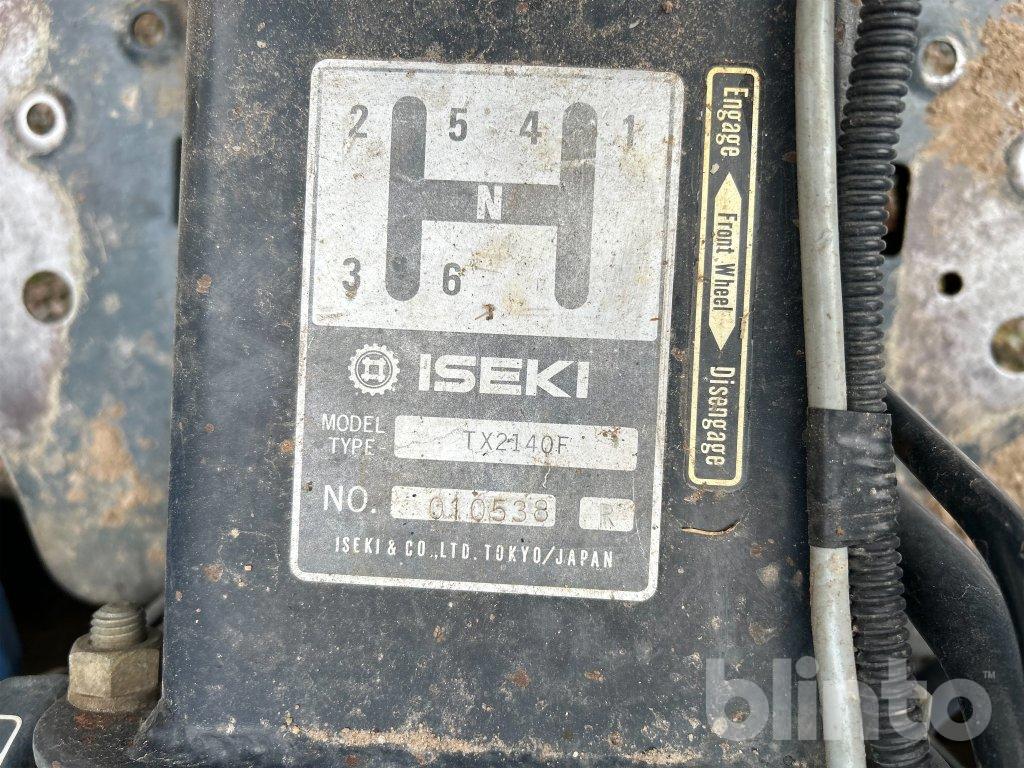 2 5 4 1
N
3 6
ISEKI
MODEL
TYPE- TX2140F
NO. 010538 R
ISEKI & CO.,LTD. TOKYO/JAPAN
Engage Front Wheel Disengage
blinto™